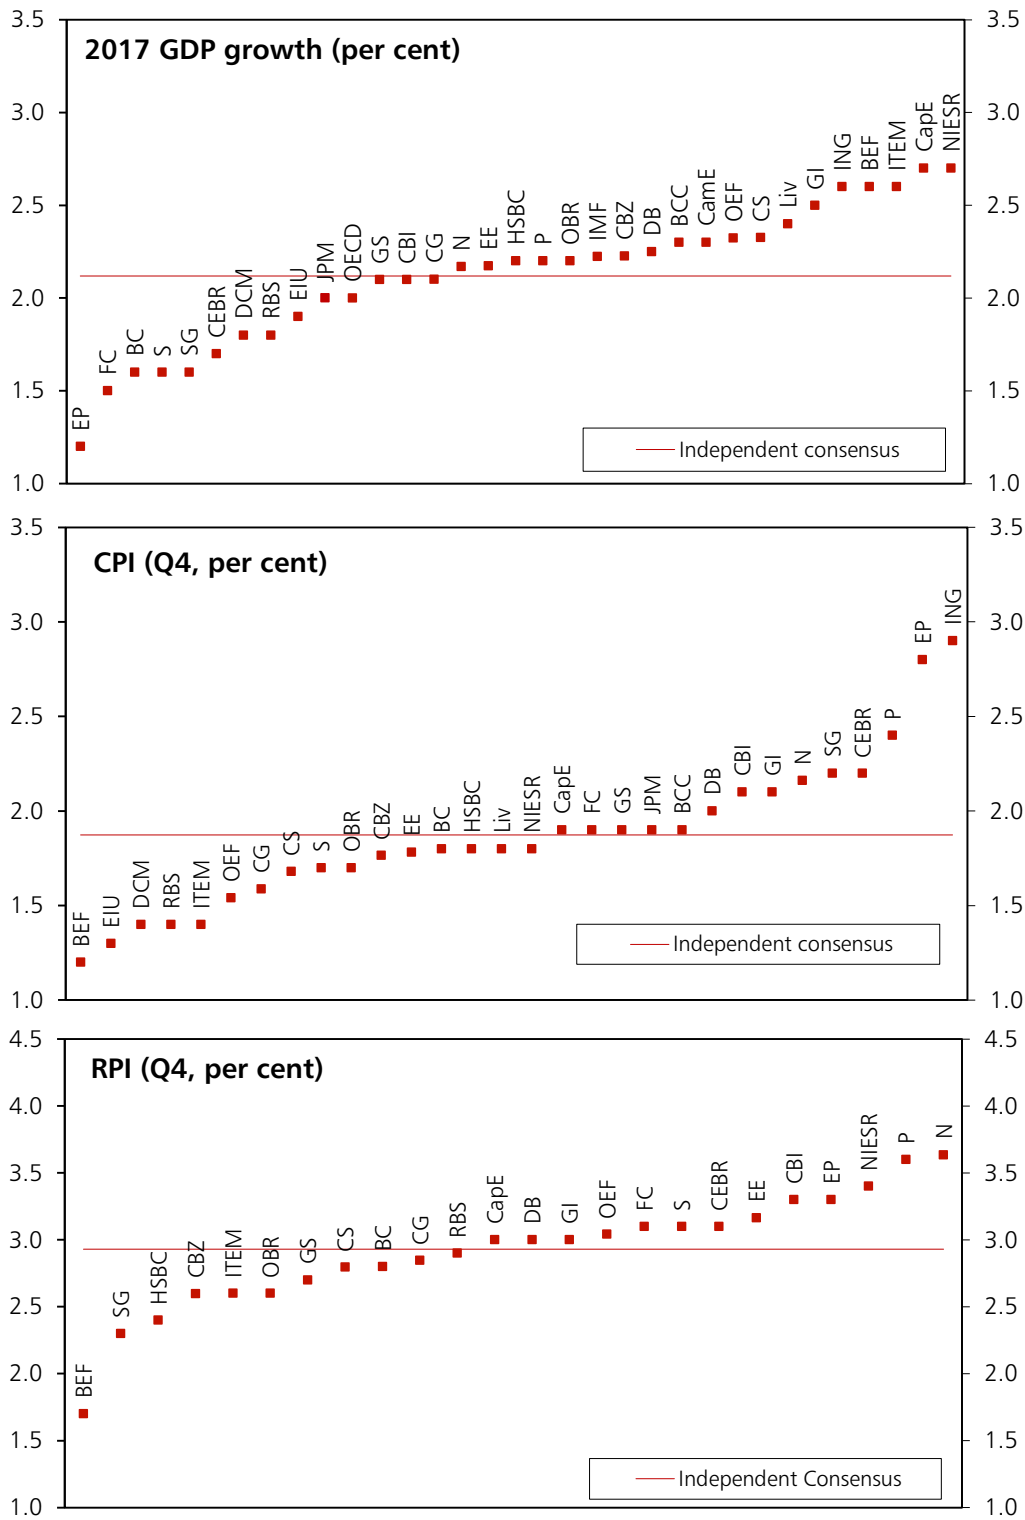 2017 GDP growth (per cent)
3.5 3.5
3.0 3.0
2.5 2.5
2.0 2.0
1.5 1.5
1.0 1.0
EP FC BC S SG CEBR DCM RBS EIU JPM OECD GS CBI CG N EE HSBC P OBR IMF CBZ DB BCC CamE OEF CS Liv GI ING BEF ITEM CapE NIESR
Independent consensus
CPI (Q4, per cent)
3.5 3.5
3.0 3.0
2.5 2.5
2.0 2.0
1.5 1.5
1.0 1.0
BEF EIU DCM RBS ITEM OEF CG CS S OBR CBZ EE BC HSBC Liv NIESR CapE FC GS JPM BCC DB CBI GI N SG CEBR P EP ING
Independent consensus
RPI (Q4, per cent)
4.5 4.5
4.0 4.0
3.5 3.5
3.0 3.0
2.5 2.5
2.0 2.0
1.5 1.5
1.0 1.0
BEF SG HSBC CBZ ITEM OBR GS CS BC CG RBS CapE DB GI OEF FC S CEBR EE CBI EP NIESR P N
Independent Consensus